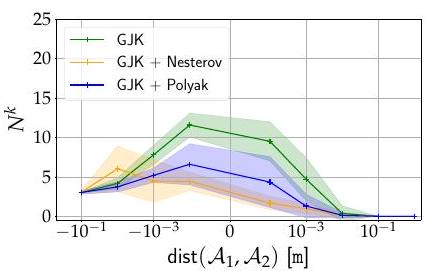 25
20
15
10
5
0
N^k
GJK
GJK + Nesterov
GJK + Polyak
−10⁻¹ −10⁻³ 0 10⁻³ 10⁻¹
dist(𝒜₁, 𝒜₂) [m]